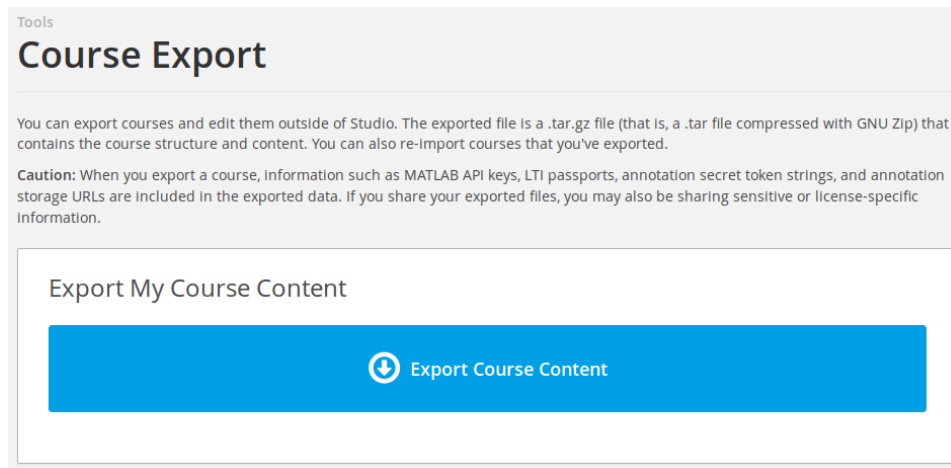 Tools
Course Export
You can export courses and edit them outside of Studio. The exported file is a .tar.gz file (that is, a .tar file compressed with GNU Zip) that
contains the course structure and content. You can also re-import courses that you've exported.
Caution: When you export a course, information such as MATLAB API keys, LTI passports, annotation secret token strings, and annotation
storage URLs are included in the exported data. If you share your exported files, you may also be sharing sensitive or license-specific
information.
Export My Course Content
Export Course Content